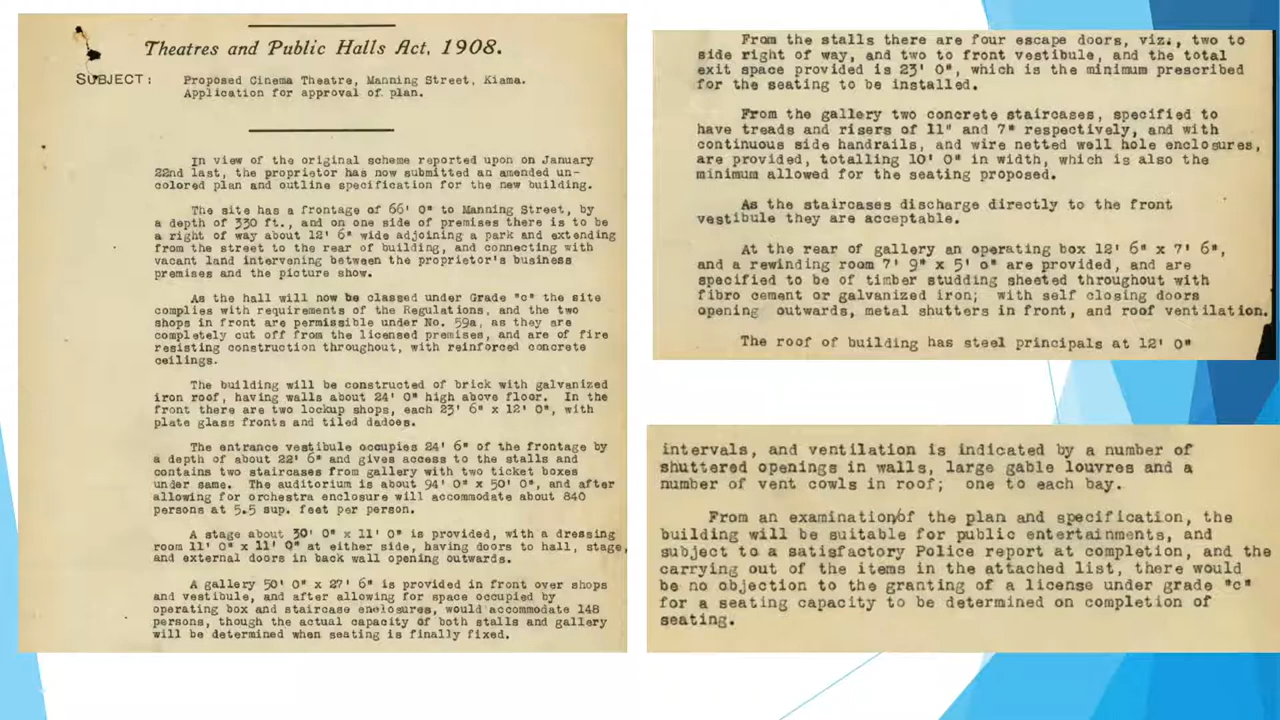 Theatres and Public Halls Act, 1908.
SUBJECT: Proposed Cinema Theatre, Manning Street, Kiama.
Application for approval of plan.
In view of the original scheme reported upon on January
22nd last, the proprietor has now submitted an amended un-
colored plan and outline specification for the new building.
The site has a frontage of 66' 0" to Manning Street, by
a depth of 330 ft., and on one side of premises there is to be
a right of way about 12' 6" wide adjoining a park and extending
from the street to the rear of building, and connecting with
vacant land intervening between the proprietor's business
premises and the picture show.
As the hall will now be classed under Grade "c" the site
complies with requirements of the Regulations, and the two
shops in front are permissible under No. 59a, as they are
completely cut off from the licensed premises, and are of fire
resisting construction throughout, with reinforced concrete
ceilings.
The building will be constructed of brick with galvanized
iron roof, having walls about 24' 0" high above floor. In the
front there are two lockup shops, each 23' 6" x 12' 0", with
plate glass fronts and tiled dadoes.
The entrance vestibule occupies 24' 6" of the frontage by
a depth of about 22' 6" and gives access to the stalls and
contains two staircases from gallery with two ticket boxes
under same. The auditorium is about 94' 0" x 50' 0", and after
allowing for orchestra enclosure will accommodate about 840
persons at 5.5 sup. feet per person.
A stage about 30' 0" x 11' 0" is provided, with a dressing
room 11' 0" x 11' 0" at either side, having doors to hall, stage,
and external doors in back wall opening outwards.
A gallery 50' 0" x 27' 6" is provided in front over shops
and vestibule, and after allowing for space occupied by
operating box and staircase enclosures, would accommodate 148
persons, though the actual capacity of both stalls and gallery
will be determined when seating is finally fixed.
From the stalls there are four escape doors, viz., two to
side right of way, and two to front vestibule, and the total
exit space provided is 23' 0", which is the minimum prescribed
for the seating to be installed.
From the gallery two concrete staircases, specified to
have treads and risers of 11" and 7" respectively, and with
continuous side handrails, and wire netted well hole enclosures,
are provided, totalling 10' 0" in width, which is also the
minimum allowed for the seating proposed.
As the staircases discharge directly to the front
vestibule they are acceptable.
At the rear of gallery an operating box 12' 6" x 7' 6",
and a rewinding room 7' 9" x 5' 0" are provided, and are
specified to be of timber studding sheeted throughout with
fibro cement or galvanized iron; with self closing doors
opening outwards, metal shutters in front, and roof ventilation.
The roof of building has steel principals at 12' 0"
intervals, and ventilation is indicated by a number of
shuttered openings in walls, large gable louvres and a
number of vent cowls in roof; one to each bay.
From an examination/of the plan and specification, the
building will be suitable for public entertainments, and
subject to a satisfactory Police report at completion, and the
carrying out of the items in the attached list, there would
be no objection to the granting of a license under grade "c"
for a seating capacity to be determined on completion of
seating.